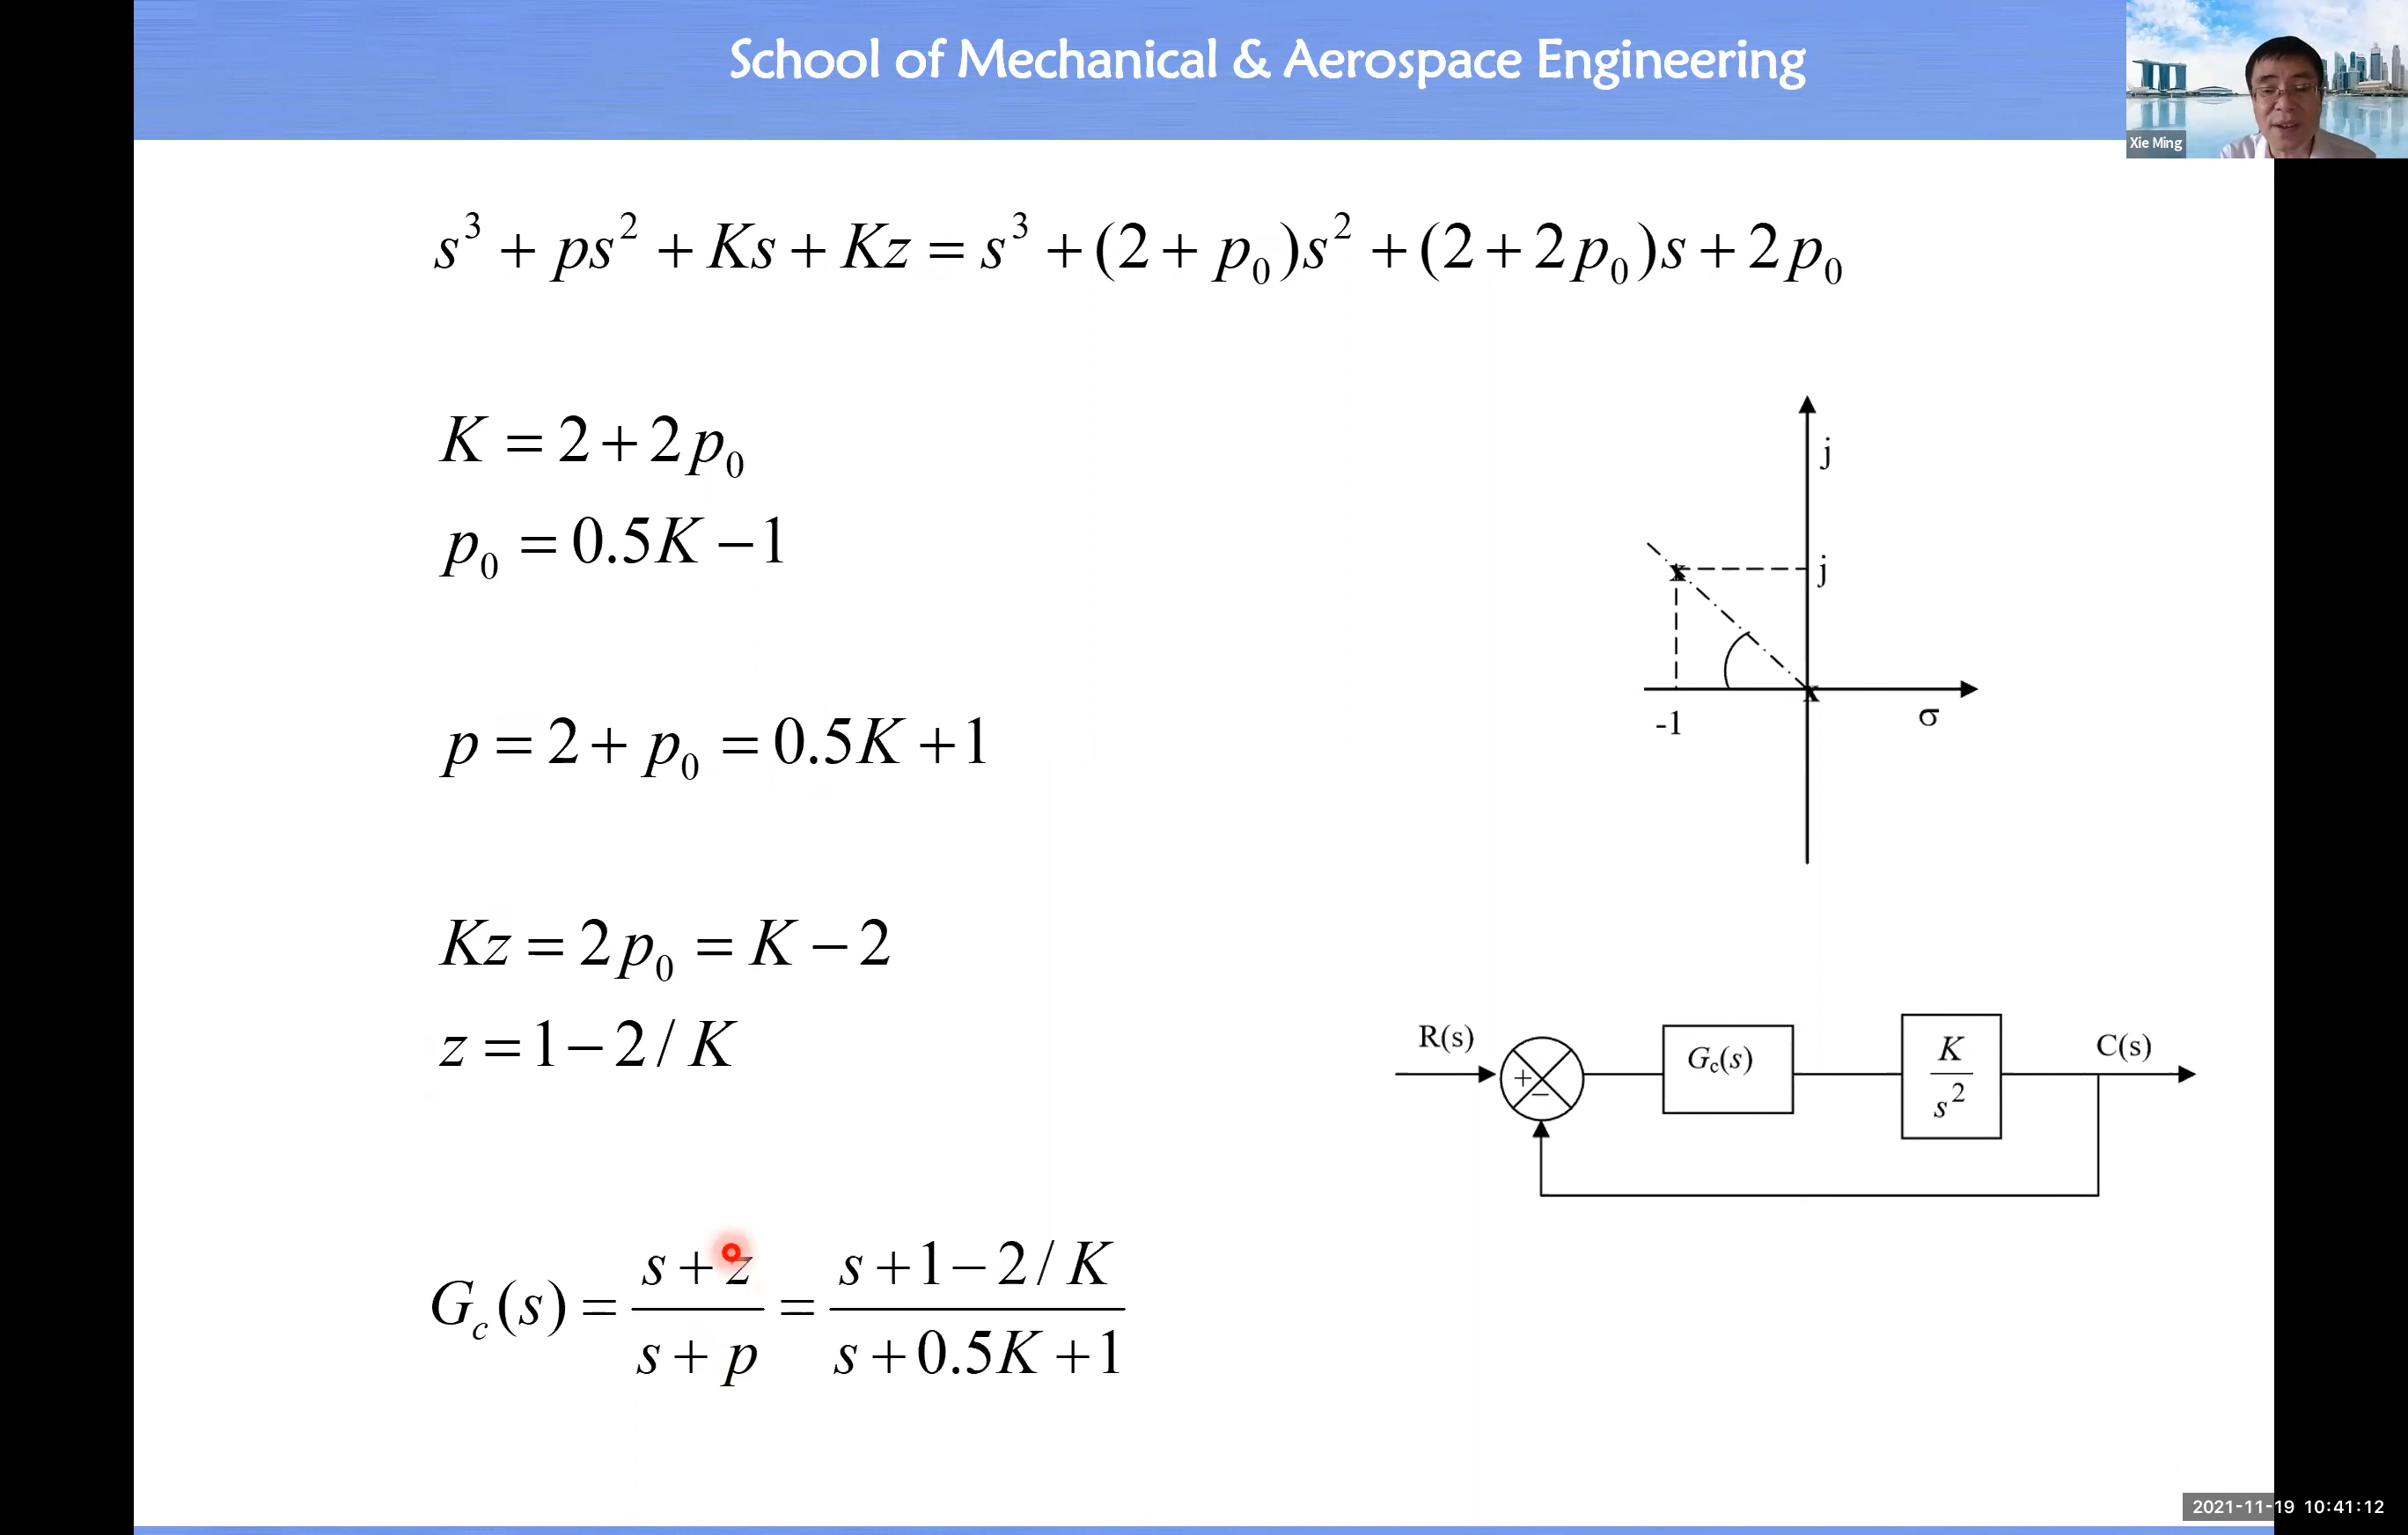 School of Mechanical & Aerospace Engineering
Xie Ming
s³ + ps² + Ks + Kz = s³ + (2 + p₀)s² + (2 + 2p₀)s + 2p₀
K = 2 + 2p₀
p₀ = 0.5K − 1
p = 2 + p₀ = 0.5K + 1
Kz = 2p₀ = K − 2
z = 1 − 2 / K
G_c(s) = (s + z)/(s + p) = (s + 1 − 2 / K)/(s + 0.5K + 1)
j
x
j
x
-1
σ
R(s)
+
−
G_c(s)
K
s²
C(s)
2021-11-19 10:41:12